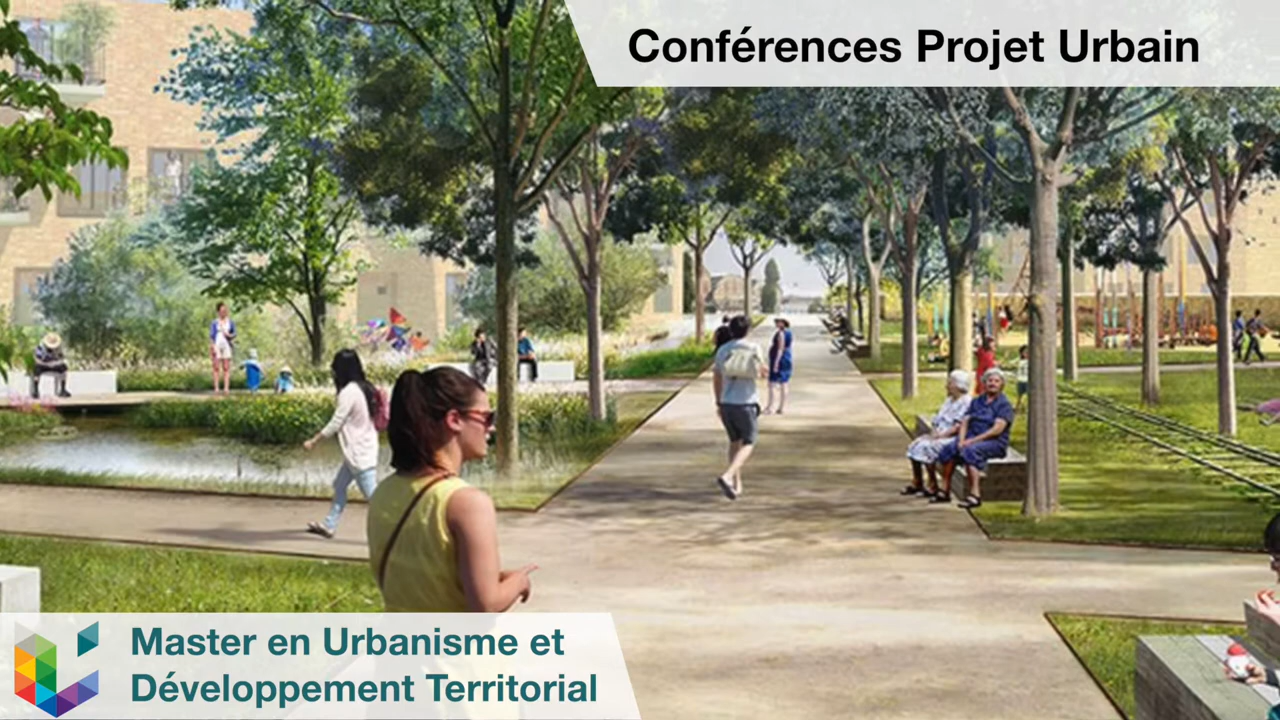 Conférences Projet Urbain
Master en Urbanisme et
Développement Territorial